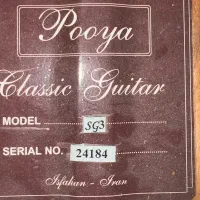 Pooya
Classic Guitar
MODEL SG3
SERIAL NO. 24184
Isfahan - Iran